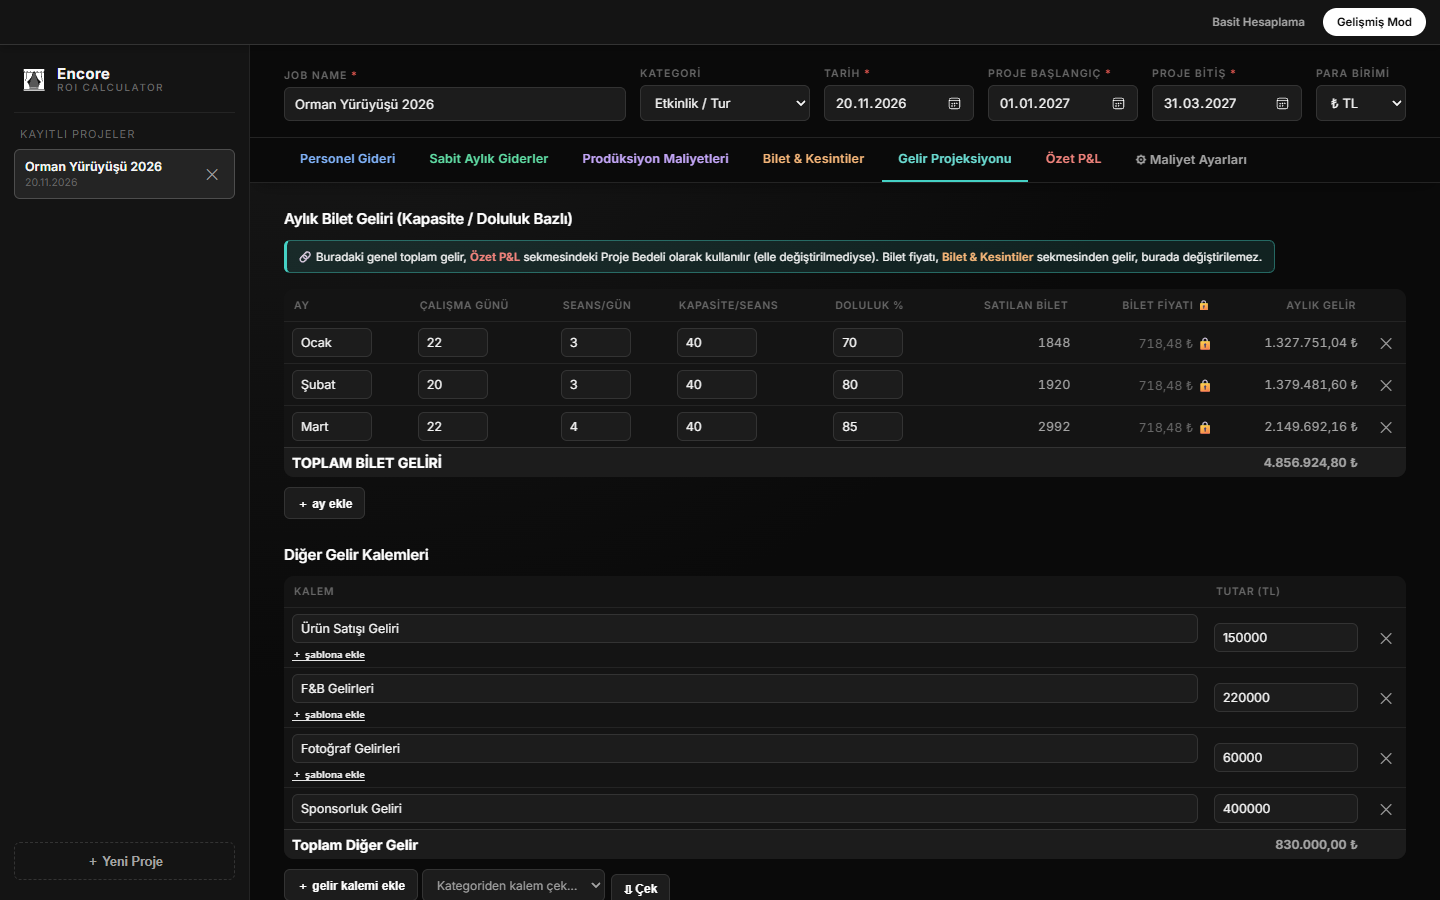 Basit Hesaplama
Gelişmiş Mod
Encore
ROI CALCULATOR
KAYITLI PROJELER
Orman Yürüyüşü 2026
20.11.2026
+ Yeni Proje
JOB NAME *
KATEGORİ
TARİH *
PROJE BAŞLANGIÇ *
PROJE BİTİŞ *
PARA BİRİMİ
Orman Yürüyüşü 2026
Etkinlik / Tur
20.11.2026
01.01.2027
31.03.2027
₺ TL
Personel Gideri
Sabit Aylık Giderler
Prodüksiyon Maliyetleri
Bilet & Kesintiler
Gelir Projeksiyonu
Özet P&L
⚙ Maliyet Ayarları
Aylık Bilet Geliri (Kapasite / Doluluk Bazlı)
🔗 Buradaki genel toplam gelir, Özet P&L sekmesindeki Proje Bedeli olarak kullanılır (elle değiştirilmediyse). Bilet fiyatı, Bilet & Kesintiler sekmesinden gelir, burada değiştirilemez.
AY ÇALIŞMA GÜNÜ SEANS/GÜN KAPASİTE/SEANS DOLULUK % SATILAN BİLET BİLET FİYATI 🔒 AYLIK GELİR
Ocak 22 3 40 70 1848 718,48 ₺ 🔒 1.327.751,04 ₺
Şubat 20 3 40 80 1920 718,48 ₺ 🔒 1.379.481,60 ₺
Mart 22 4 40 85 2992 718,48 ₺ 🔒 2.149.692,16 ₺
TOPLAM BİLET GELİRİ 4.856.924,80 ₺
+ ay ekle
Diğer Gelir Kalemleri
KALEM TUTAR (TL)
Ürün Satışı Geliri 150000
+ şablona ekle
F&B Gelirleri 220000
+ şablona ekle
Fotoğraf Gelirleri 60000
+ şablona ekle
Sponsorluk Geliri 400000
Toplam Diğer Gelir 830.000,00 ₺
+ gelir kalemi ekle
Kategoriden kalem çek...
⇩ Çek